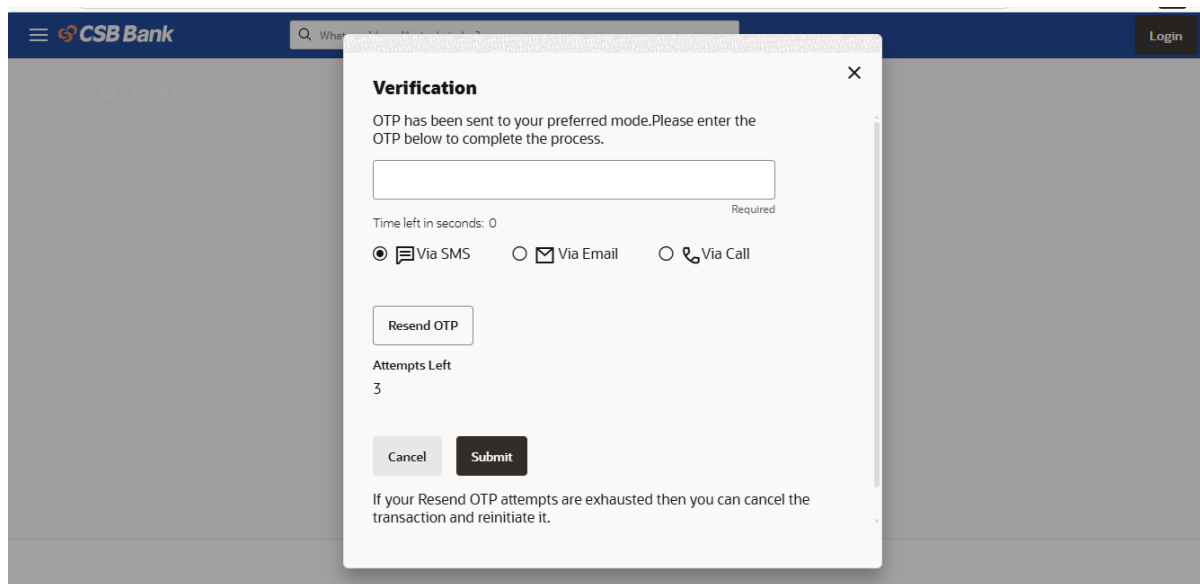 CSB Bank
Login
Overview
Verification
OTP has been sent to your preferred mode.Please enter the
OTP below to complete the process.
Required
Time left in seconds: 0
Via SMS Via Email Via Call
Resend OTP
Attempts Left
3
Cancel Submit
If your Resend OTP attempts are exhausted then you can cancel the
transaction and reinitiate it.